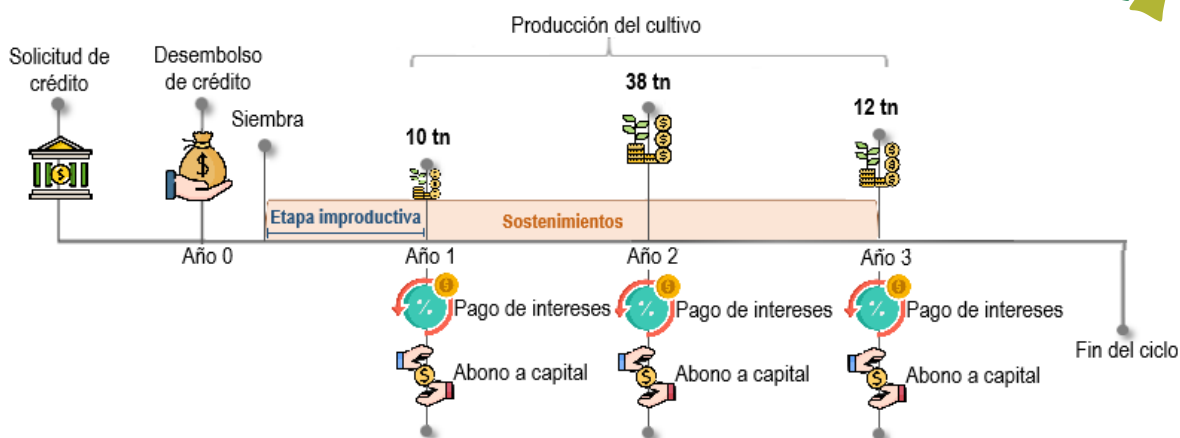 Producción del cultivo
Solicitud de
crédito
Desembolso
de crédito
Siembra
10 tn
38 tn
12 tn
Etapa improductiva
Sostenimientos
Año 0
Año 1
Año 2
Año 3
Pago de intereses
Pago de intereses
Pago de intereses
Abono a capital
Abono a capital
Abono a capital
Fin del ciclo